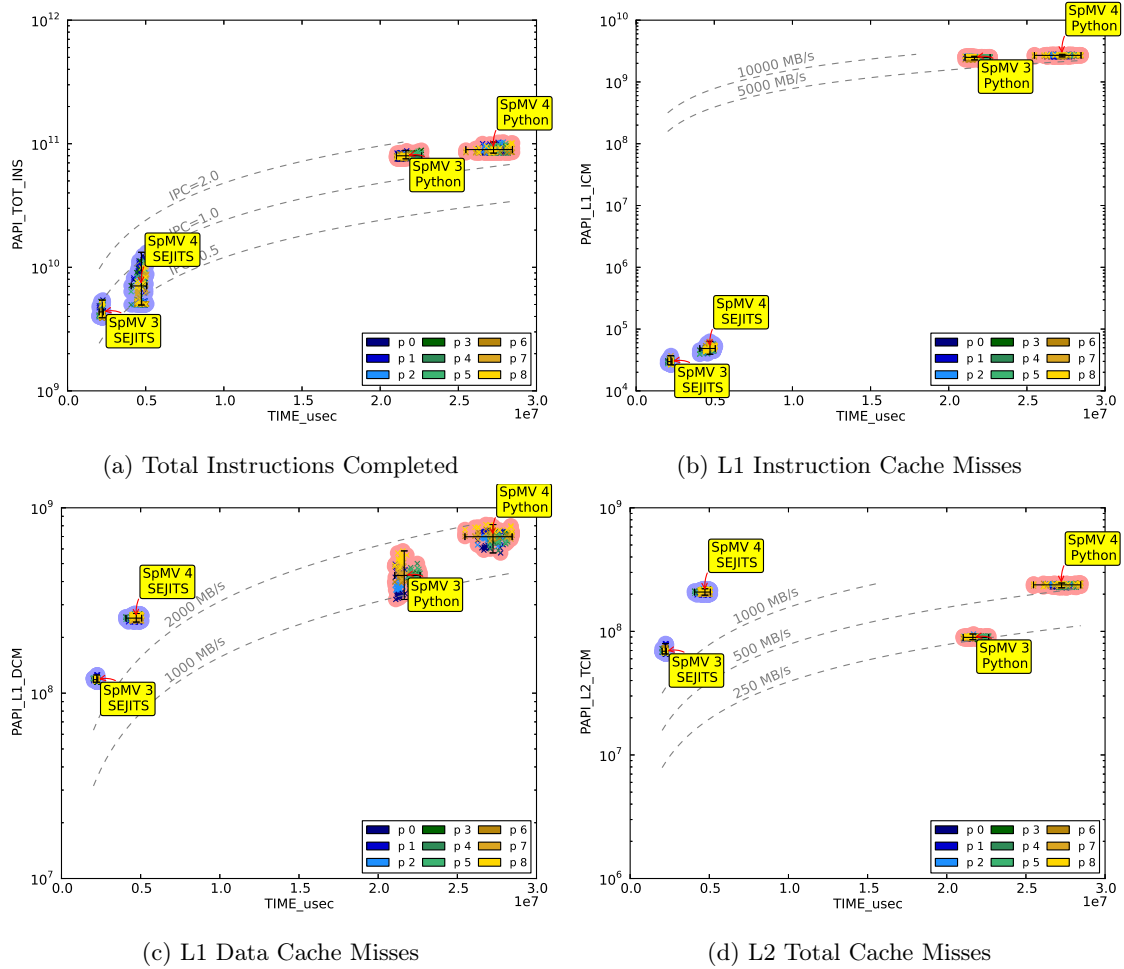 10^12
10^11
10^10
10^9
PAPI_TOT_INS
IPC=2.0
IPC=1.0
SpMV 4
Python
SpMV 3
Python
SpMV 4
SEJITS
SpMV 3
SEJITS
p 0
p 3
p 6
p 1
p 4
p 7
p 2
p 5
p 8
0.0 0.5 1.0 1.5 2.0 2.5 3.0
1e7
TIME_usec
(a) Total Instructions Completed
10^10
10^9
10^8
10^7
10^6
10^5
10^4
PAPI_L1_ICM
10000 MB/s
5000 MB/s
SpMV 4
Python
SpMV 3
Python
SpMV 4
SEJITS
SpMV 3
SEJITS
p 0
p 3
p 6
p 1
p 4
p 7
p 2
p 5
p 8
0.0 0.5 1.0 1.5 2.0 2.5 3.0
1e7
TIME_usec
(b) L1 Instruction Cache Misses
10^9
10^8
10^7
PAPI_L1_DCM
2000 MB/s
1000 MB/s
SpMV 4
Python
SpMV 3
Python
SpMV 4
SEJITS
SpMV 3
SEJITS
p 0
p 3
p 6
p 1
p 4
p 7
p 2
p 5
p 8
0.0 0.5 1.0 1.5 2.0 2.5 3.0
1e7
TIME_usec
(c) L1 Data Cache Misses
10^9
10^8
10^7
10^6
PAPI_L2_TCM
1000 MB/s
500 MB/s
250 MB/s
SpMV 4
Python
SpMV 3
Python
SpMV 4
SEJITS
SpMV 3
SEJITS
p 0
p 3
p 6
p 1
p 4
p 7
p 2
p 5
p 8
0.0 0.5 1.0 1.5 2.0 2.5 3.0
1e7
TIME_usec
(d) L2 Total Cache Misses